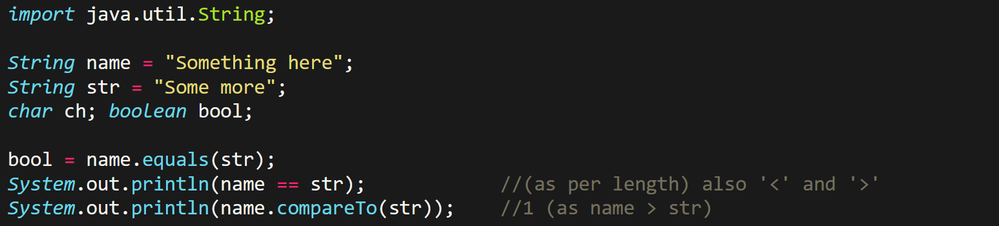 import java.util.String;
String name = "Something here";
String str = "Some more";
char ch; boolean bool;
bool = name.equals(str);
System.out.println(name == str); //(as per length) also '<' and '>'
System.out.println(name.compareTo(str)); //1 (as name > str)